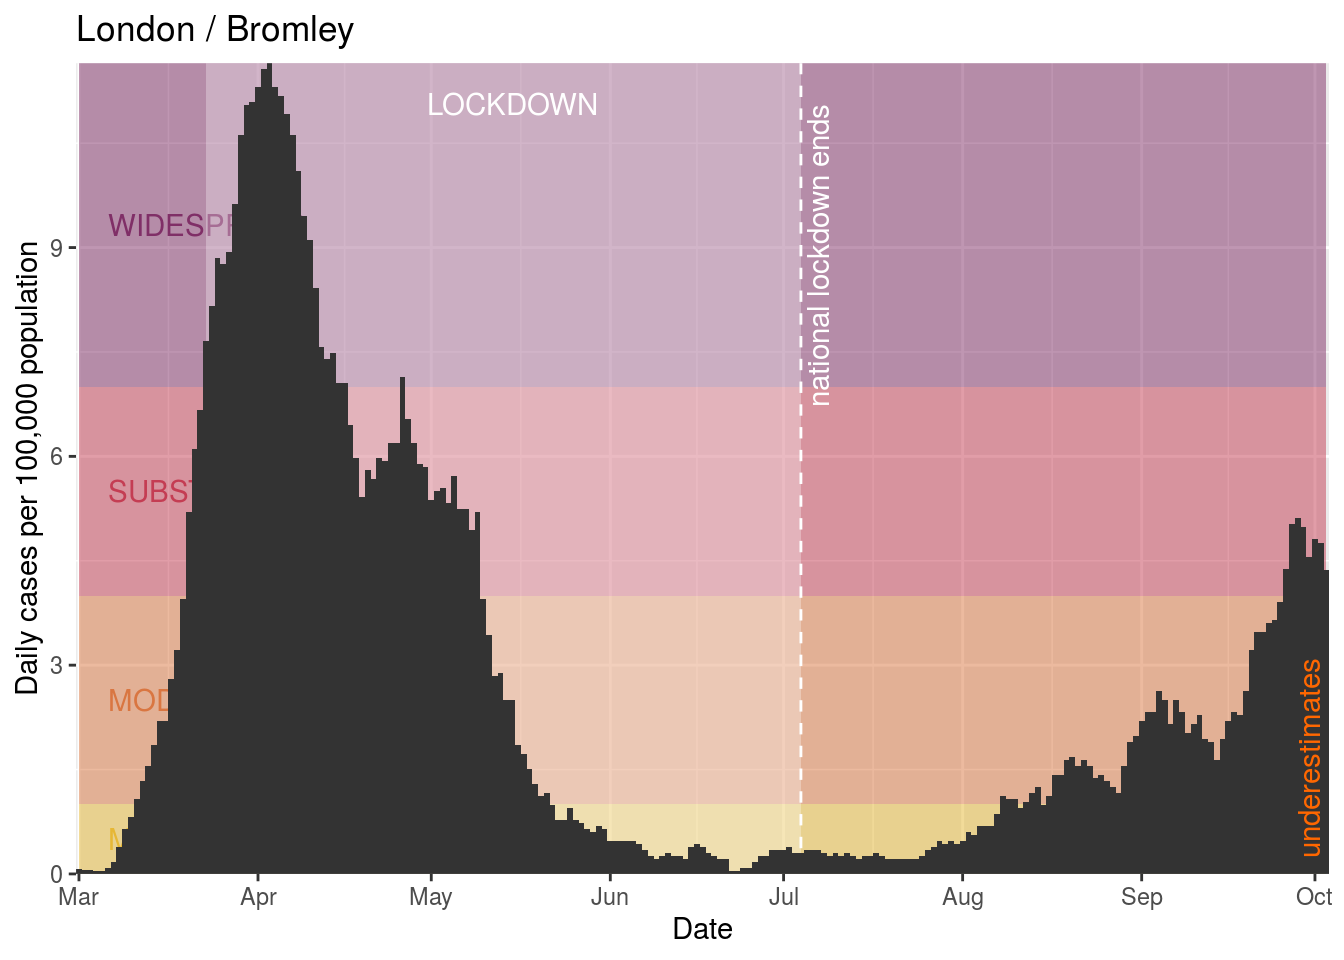 London / Bromley
LOCKDOWN
national lockdown ends
WIDESPR
SUBST
MOD
underestimates
Daily cases per 100,000 population
9
6
3
0
Mar Apr May Jun Jul Aug Sep Oct
Date